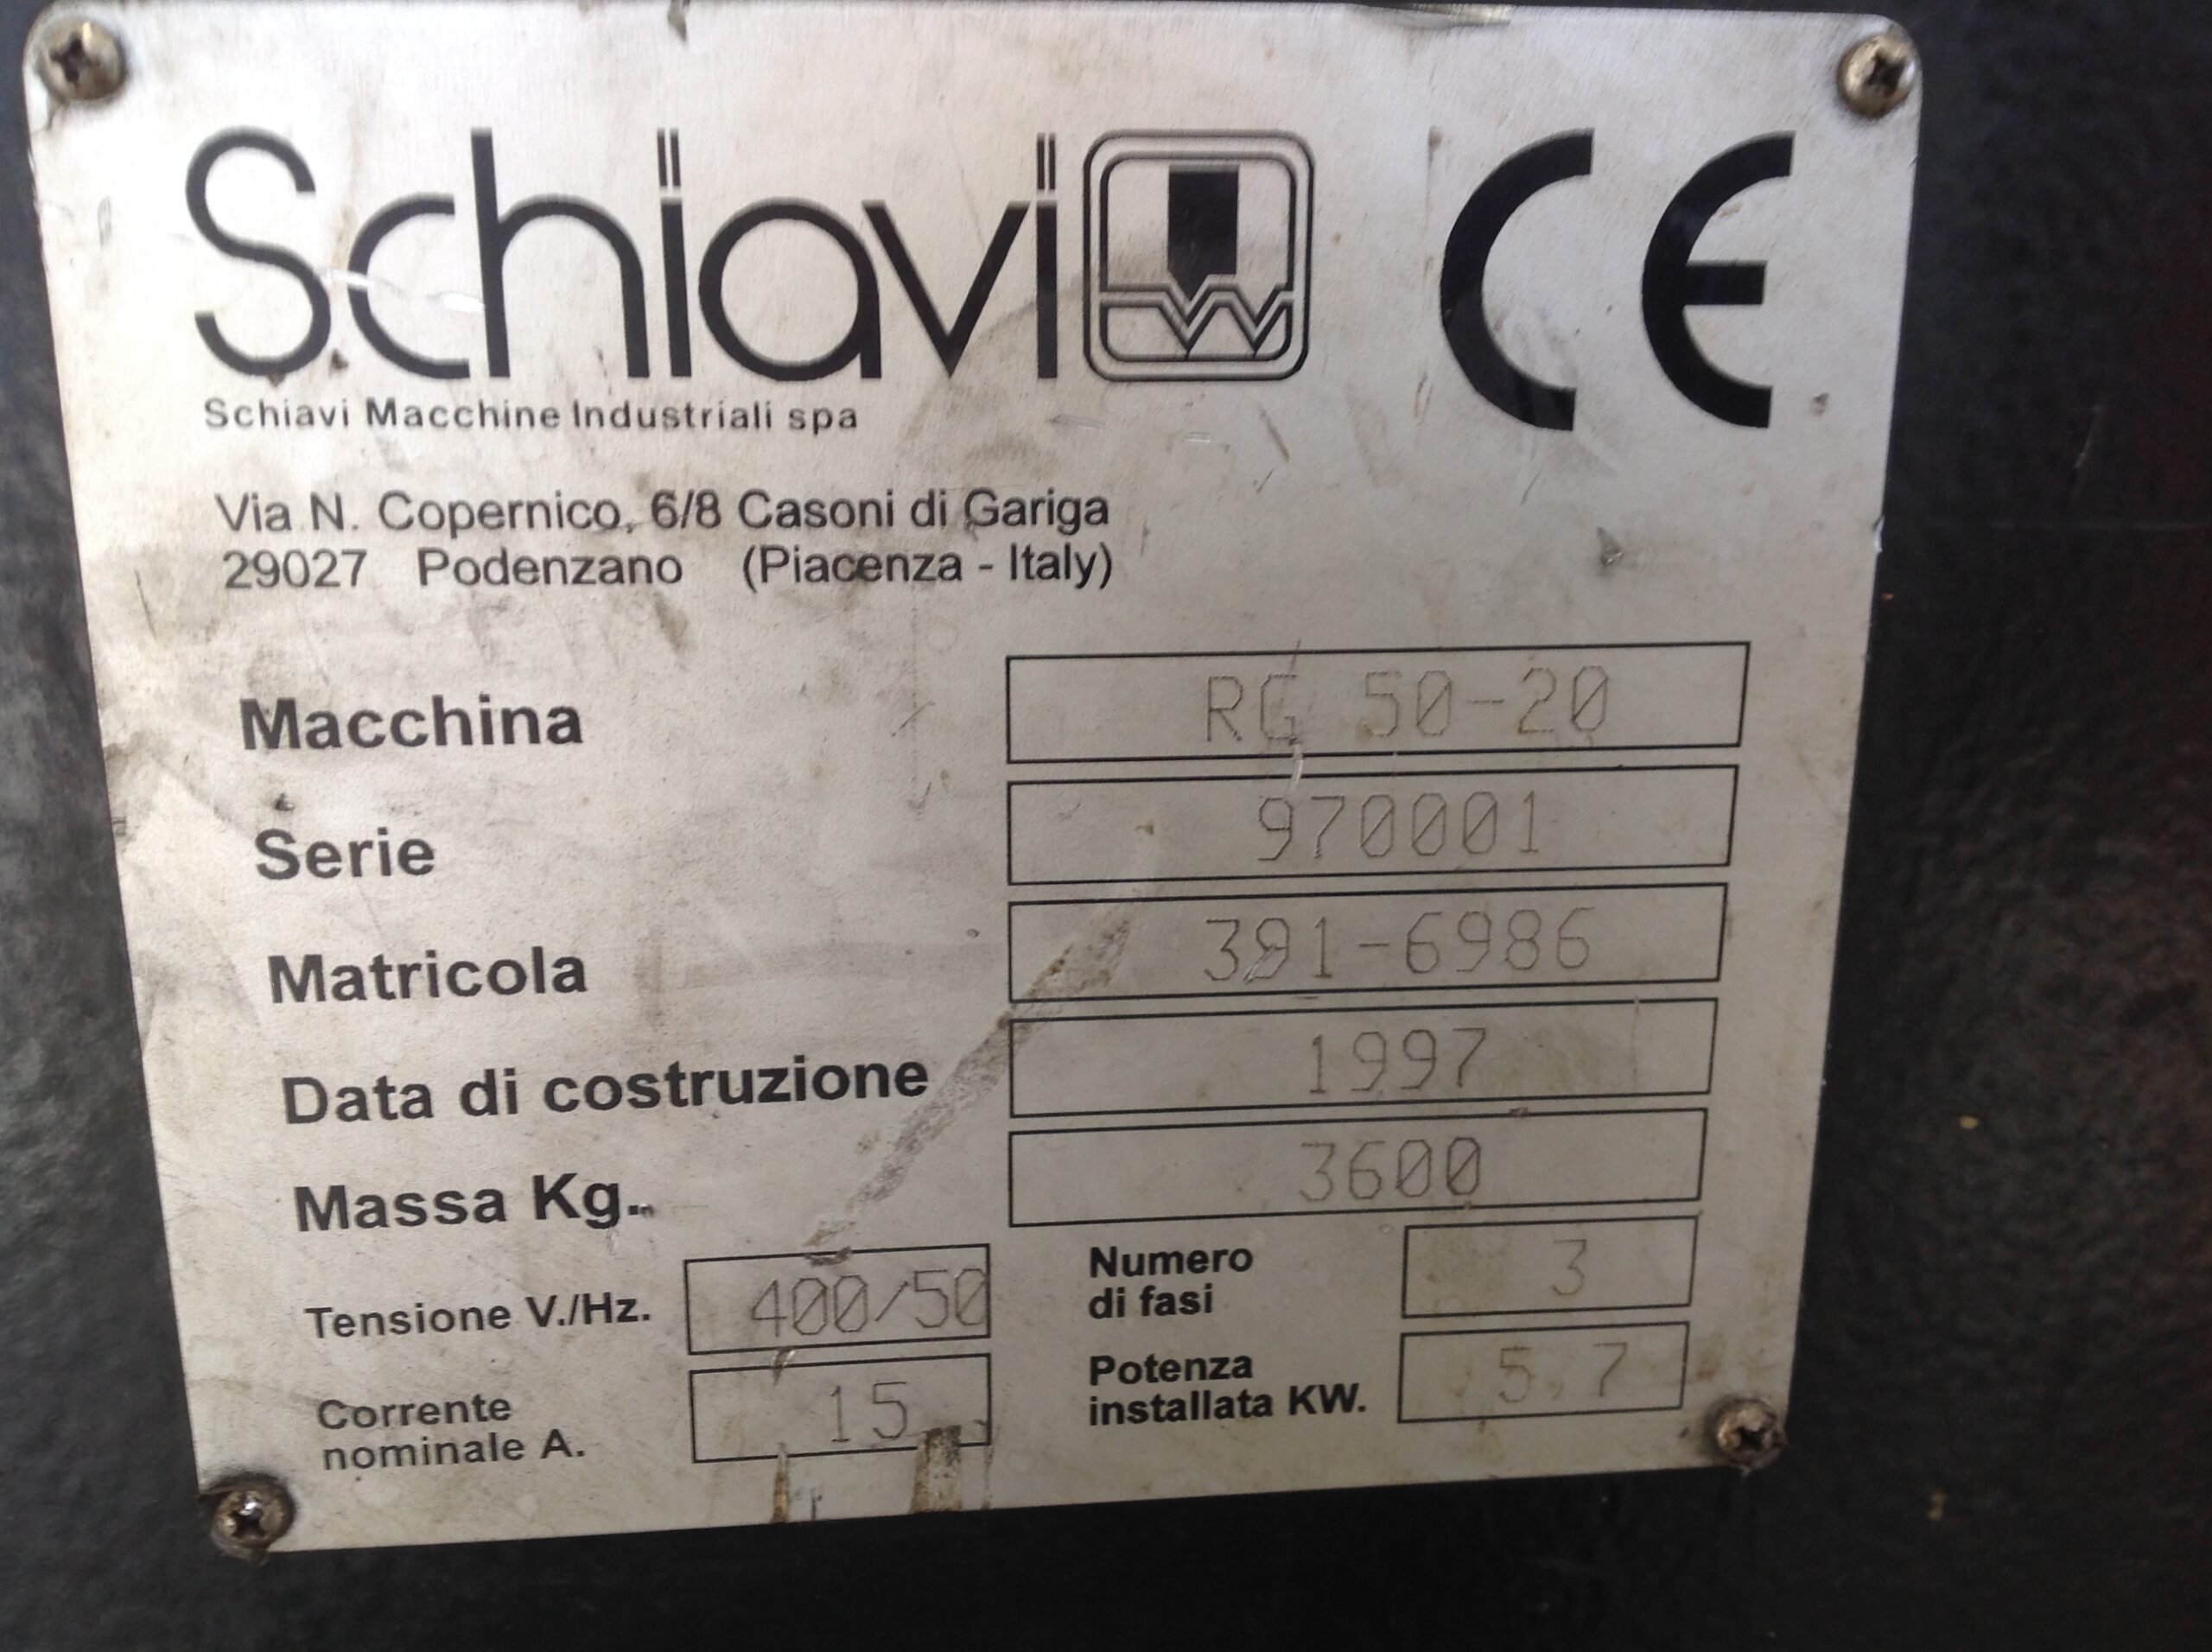 Schiavi CE
Schiavi Macchine Industriali spa
Via N. Copernico, 6/8 Casoni di Gariga
29027 Podenzano (Piacenza - Italy)
Macchina RG 50-20
Serie 970001
Matricola 391-6986
Data di costruzione 1997
Massa Kg. 3600
Tensione V./Hz. 400/50
Numero
di fasi 3
Corrente
nominale A. 15
Potenza
installata KW. 5,7